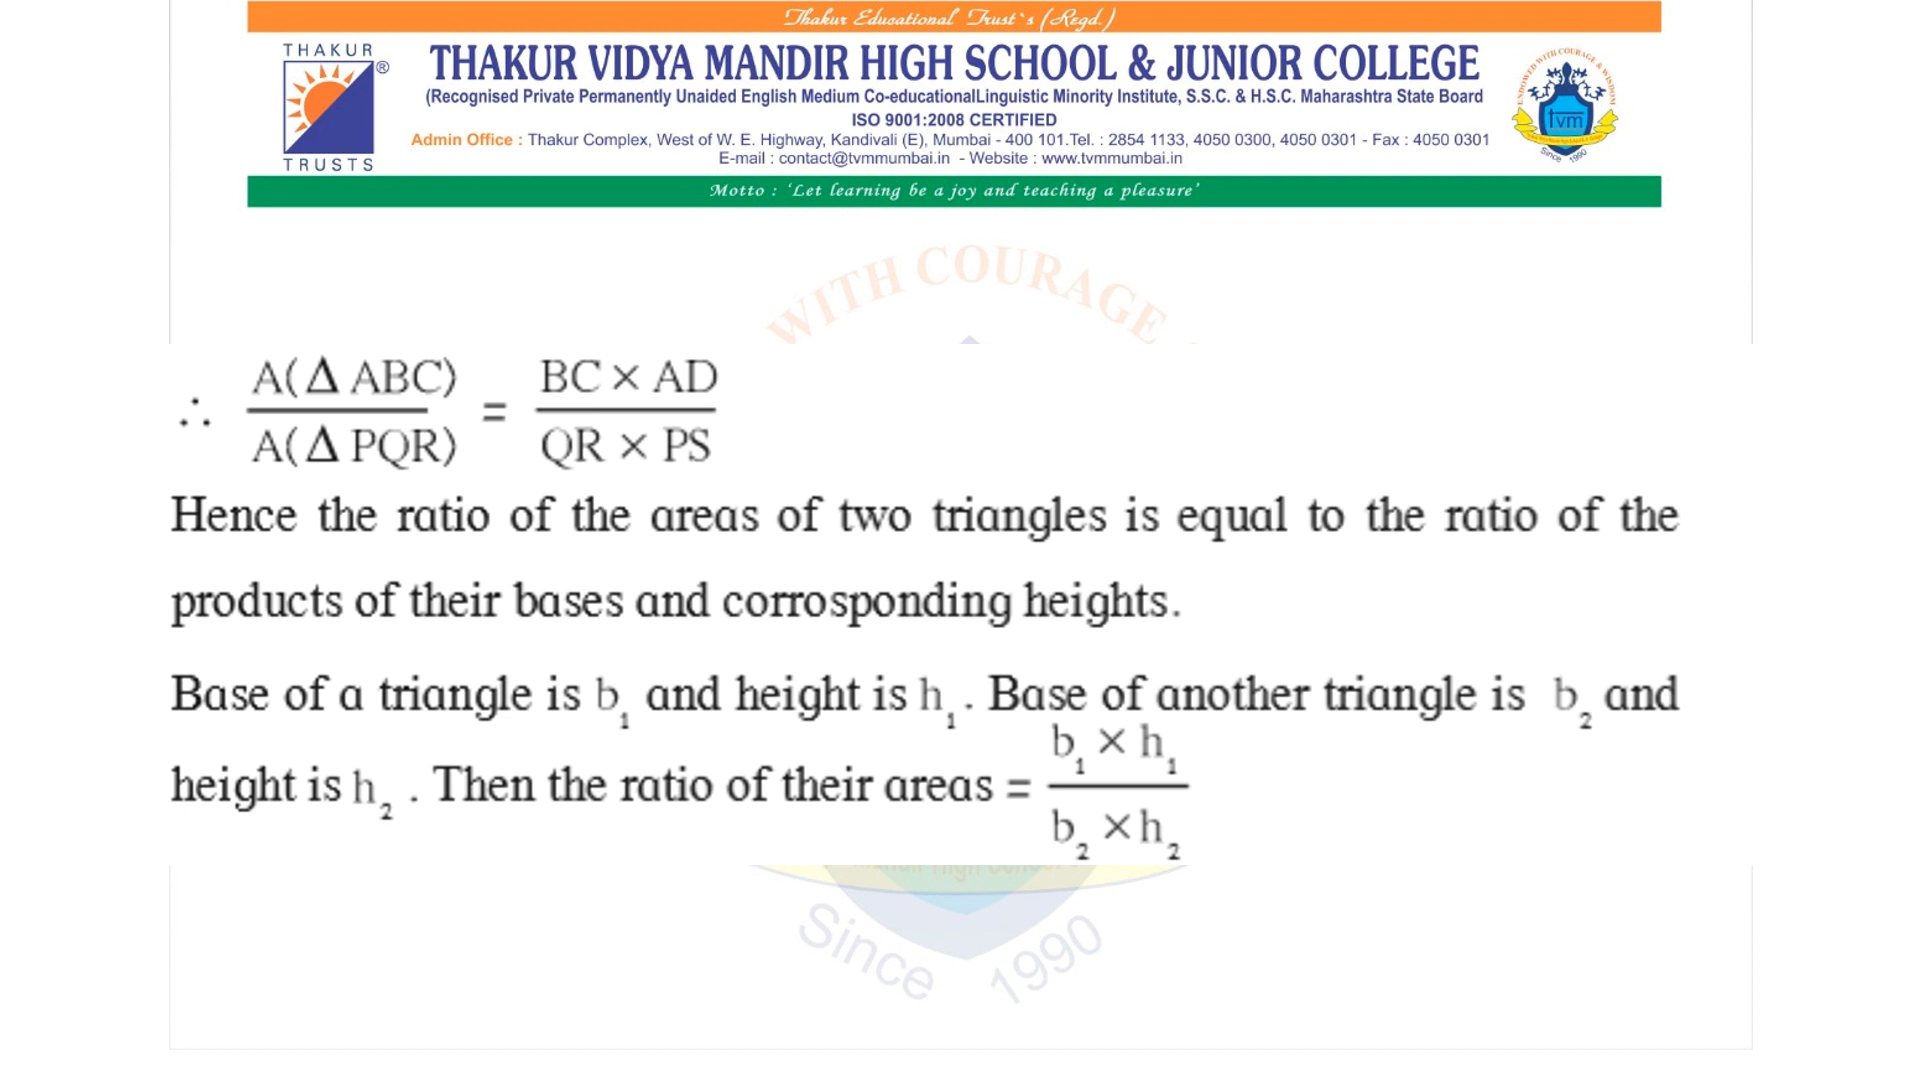 Thakur Educational Trust`s (Regd.)
THAKUR
TRUSTS
®
THAKUR VIDYA MANDIR HIGH SCHOOL & JUNIOR COLLEGE
(Recognised Private Permanently Unaided English Medium Co-educationalLinguistic Minority Institute, S.S.C. & H.S.C. Maharashtra State Board
ISO 9001:2008 CERTIFIED
Admin Office : Thakur Complex, West of W. E. Highway, Kandivali (E), Mumbai - 400 101.Tel. : 2854 1133, 4050 0300, 4050 0301 - Fax : 4050 0301
E-mail : contact@tvmmumbai.in - Website : www.tvmmumbai.in
ENDOWED WITH COURAGE & WISDOM
tvm
Since 1990
Motto : ‘Let learning be a joy and teaching a pleasure’
WITH COURAGE
∴ A(Δ ABC) / A(Δ PQR) = BC × AD / QR × PS
Hence the ratio of the areas of two triangles is equal to the ratio of the
products of their bases and corrosponding heights.
Base of a triangle is b₁ and height is h₁. Base of another triangle is b₂ and
height is h₂ . Then the ratio of their areas = b₁ × h₁ / b₂ × h₂
Since 1990